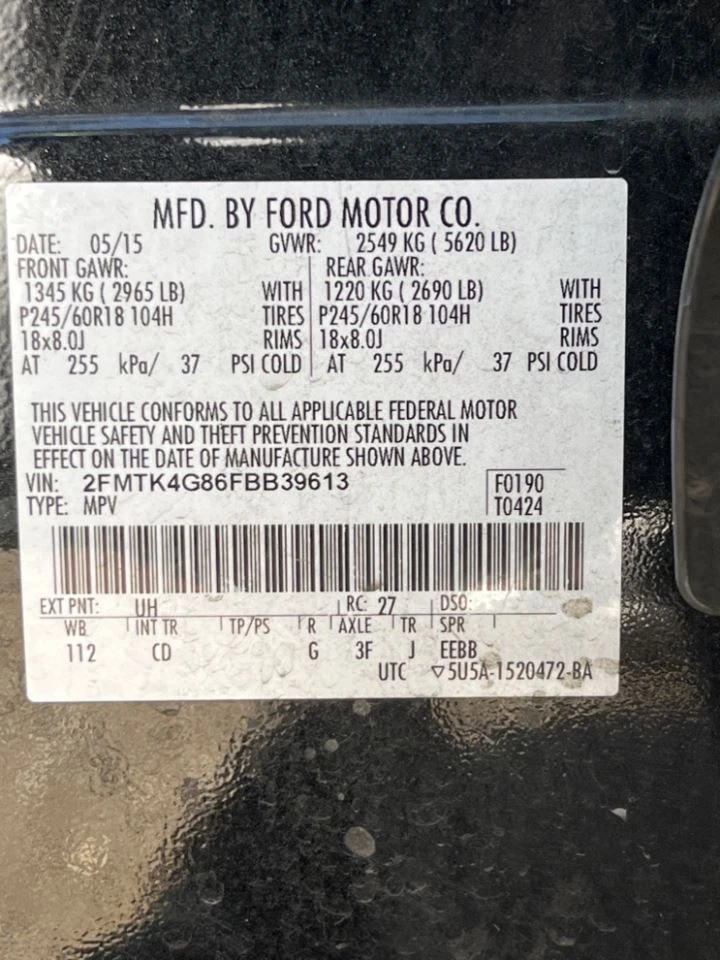 MFD. BY FORD MOTOR CO.
DATE: 05/15 GVWR: 2549 KG ( 5620 LB)
FRONT GAWR: REAR GAWR:
1345 KG ( 2965 LB) WITH 1220 KG ( 2690 LB) WITH
P245/60R18 104H TIRES P245/60R18 104H TIRES
18x8.0J RIMS 18x8.0J RIMS
AT 255 kPa/ 37 PSI COLD AT 255 kPa/ 37 PSI COLD
THIS VEHICLE CONFORMS TO ALL APPLICABLE FEDERAL MOTOR
VEHICLE SAFETY AND THEFT PREVENTION STANDARDS IN
EFFECT ON THE DATE OF MANUFACTURE SHOWN ABOVE.
VIN: 2FMTK4G86FBB39613 F0190
TYPE: MPV T0424
EXT PNT: UH RC: 27 DSO:
WB INT TR TP/PS R AXLE TR SPR
112 CD G 3F J EEBB
UTC ▽5U5A-1520472-BA